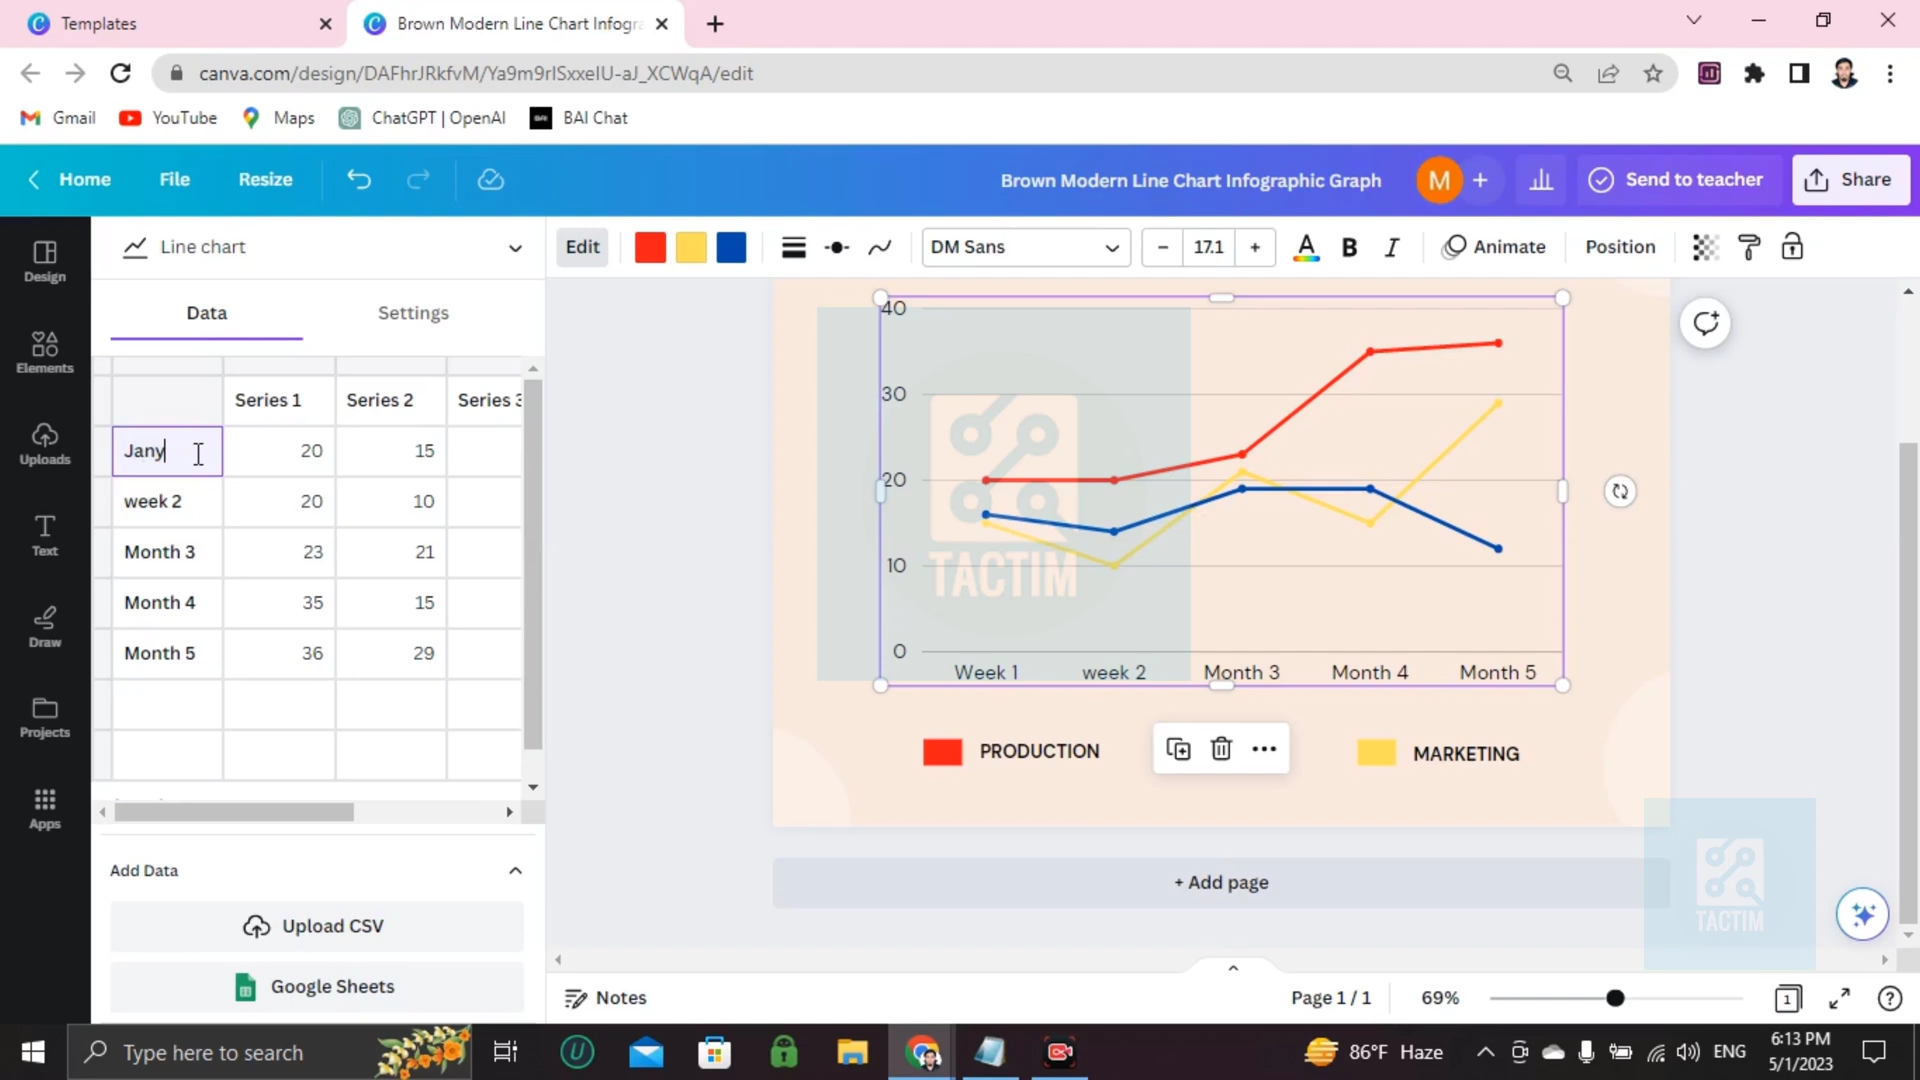 Templates
Brown Modern Line Chart Infogra
canva.com/design/DAFhrJRkfvM/Ya9m9rlSxxeIU-aJ_XCWqA/edit
Gmail
YouTube
Maps
ChatGPT | OpenAI
BAI Chat
Home
File
Resize
Brown Modern Line Chart Infographic Graph
M
Send to teacher
Share
Design
Elements
Uploads
Text
Draw
Projects
Apps
Line chart
Edit
DM Sans
17.1
A
B
I
Animate
Position
Data
Settings
Series 1 Series 2 Series 3
Jany 20 15
week 2 20 10
Month 3 23 21
Month 4 35 15
Month 5 36 29
Add Data
Upload CSV
Google Sheets
40
30
20
10
0
TACTIM
Week 1 week 2 Month 3 Month 4 Month 5
PRODUCTION
MARKETING
+ Add page
TACTIM
Notes
Page 1 / 1
69%
1
Type here to search
86°F Haze
ENG
6:13 PM
5/1/2023